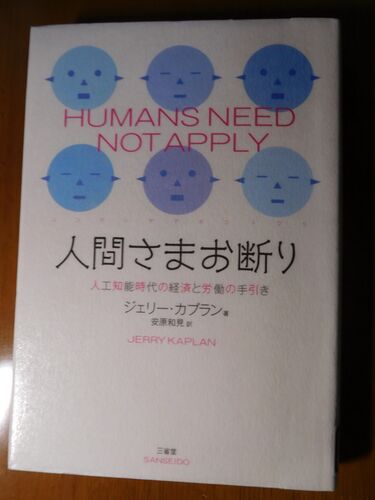 HUMANS NEED
NOT APPLY
人間さまお断り
人工知能時代の経済と労働の手引き
ジェリー・カプラン 著
安原和見 訳
JERRY KAPLAN
三省堂
SANSEIDO